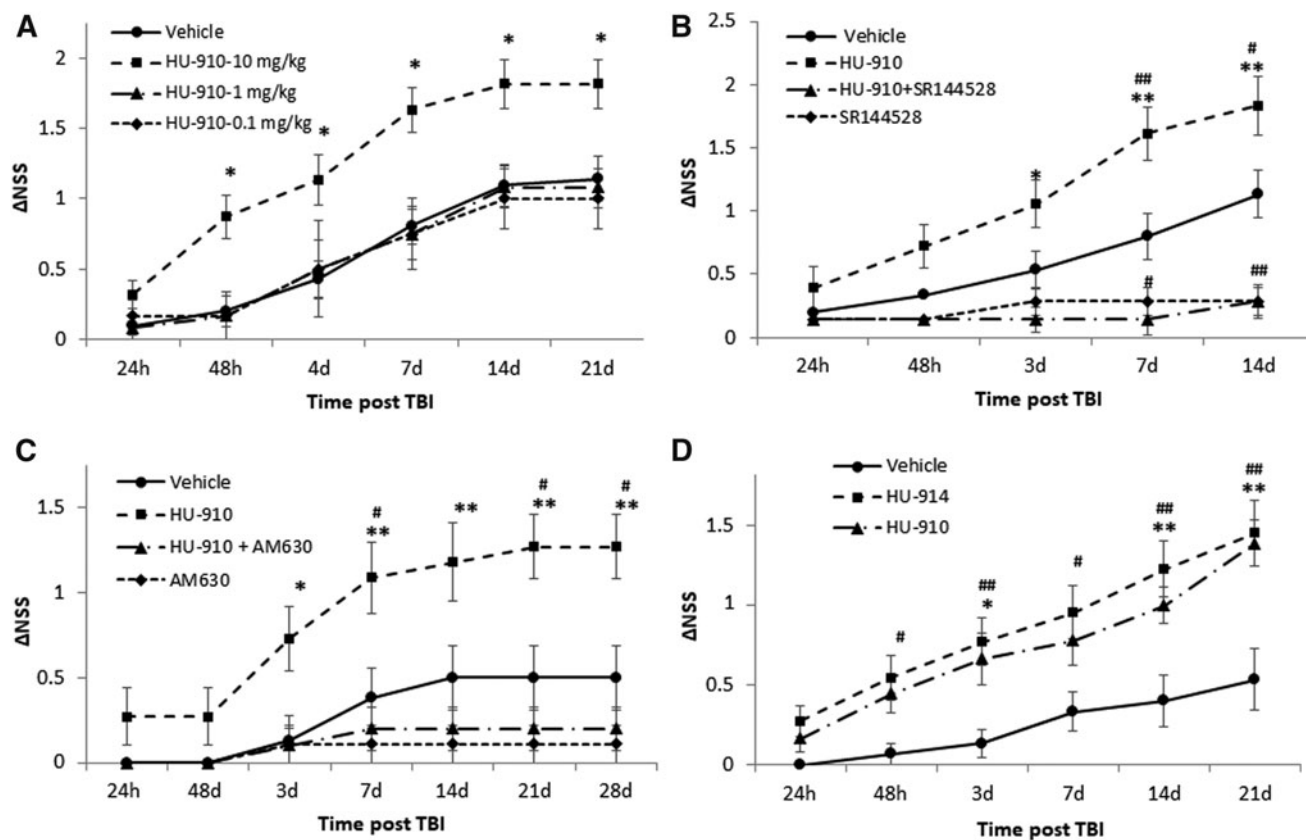 A
Vehicle
HU-910-10 mg/kg
HU-910-1 mg/kg
HU-910-0.1 mg/kg
* * * * * *
ΔNSS
2
1.5
1
0.5
0
24h 48h 4d 7d 14d 21d
Time post TBI
B
Vehicle
HU-910
HU-910+SR144528
SR144528
#
## **
**
*
# ##
ΔNSS
2.5
2
1.5
1
0.5
0
24h 48h 3d 7d 14d
Time post TBI
C
Vehicle
HU-910
HU-910 + AM630
AM630
# # #
** ** ** **
*
ΔNSS
1.5
1
0.5
0
24h 48d 3d 7d 14d 21d 28d
Time post TBI
D
Vehicle
HU-914
HU-910
##
## **
## # **
# *
ΔNSS
1.5
1
0.5
0
24h 48h 3d 7d 14d 21d
Time post TBI